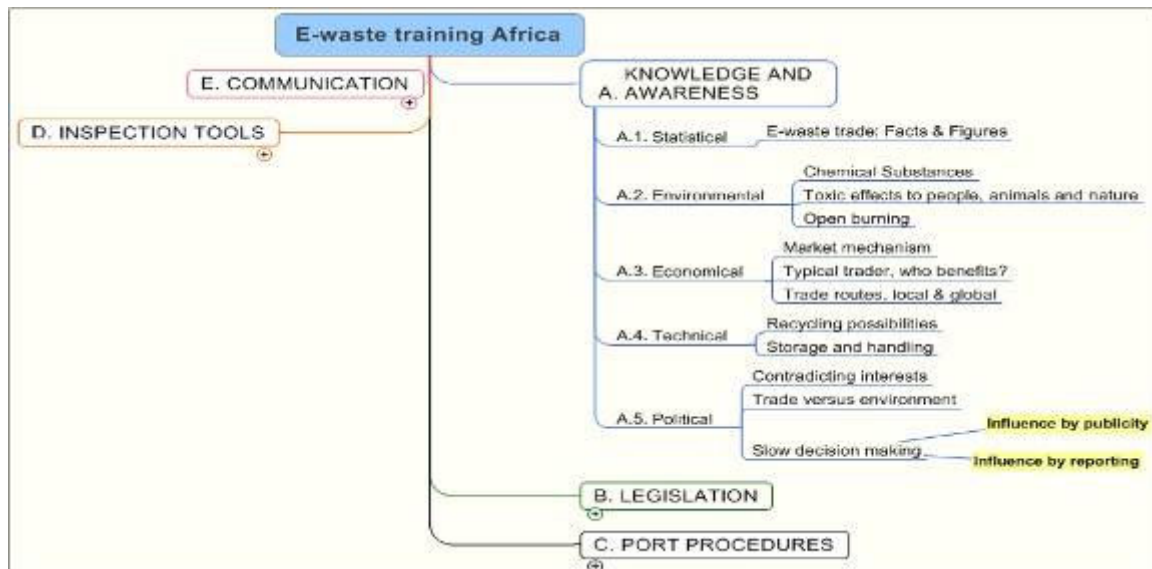 E-waste training Africa
E. COMMUNICATION
D. INSPECTION TOOLS
KNOWLEDGE AND
A. AWARENESS
A.1. Statistical
E-waste trade: Facts & Figures
A.2. Environmental
Chemical Substances
Toxic effects to people, animals and nature
Open burning
A.3. Economical
Market mechanism
Typical trader, who benefits?
Trade routes, local & global
A.4. Technical
Recycling possibilities
Storage and handling
A.5. Political
Contradicting interests
Trade versus environment
Slow decision making
Influence by publicity
Influence by reporting
B. LEGISLATION
C. PORT PROCEDURES